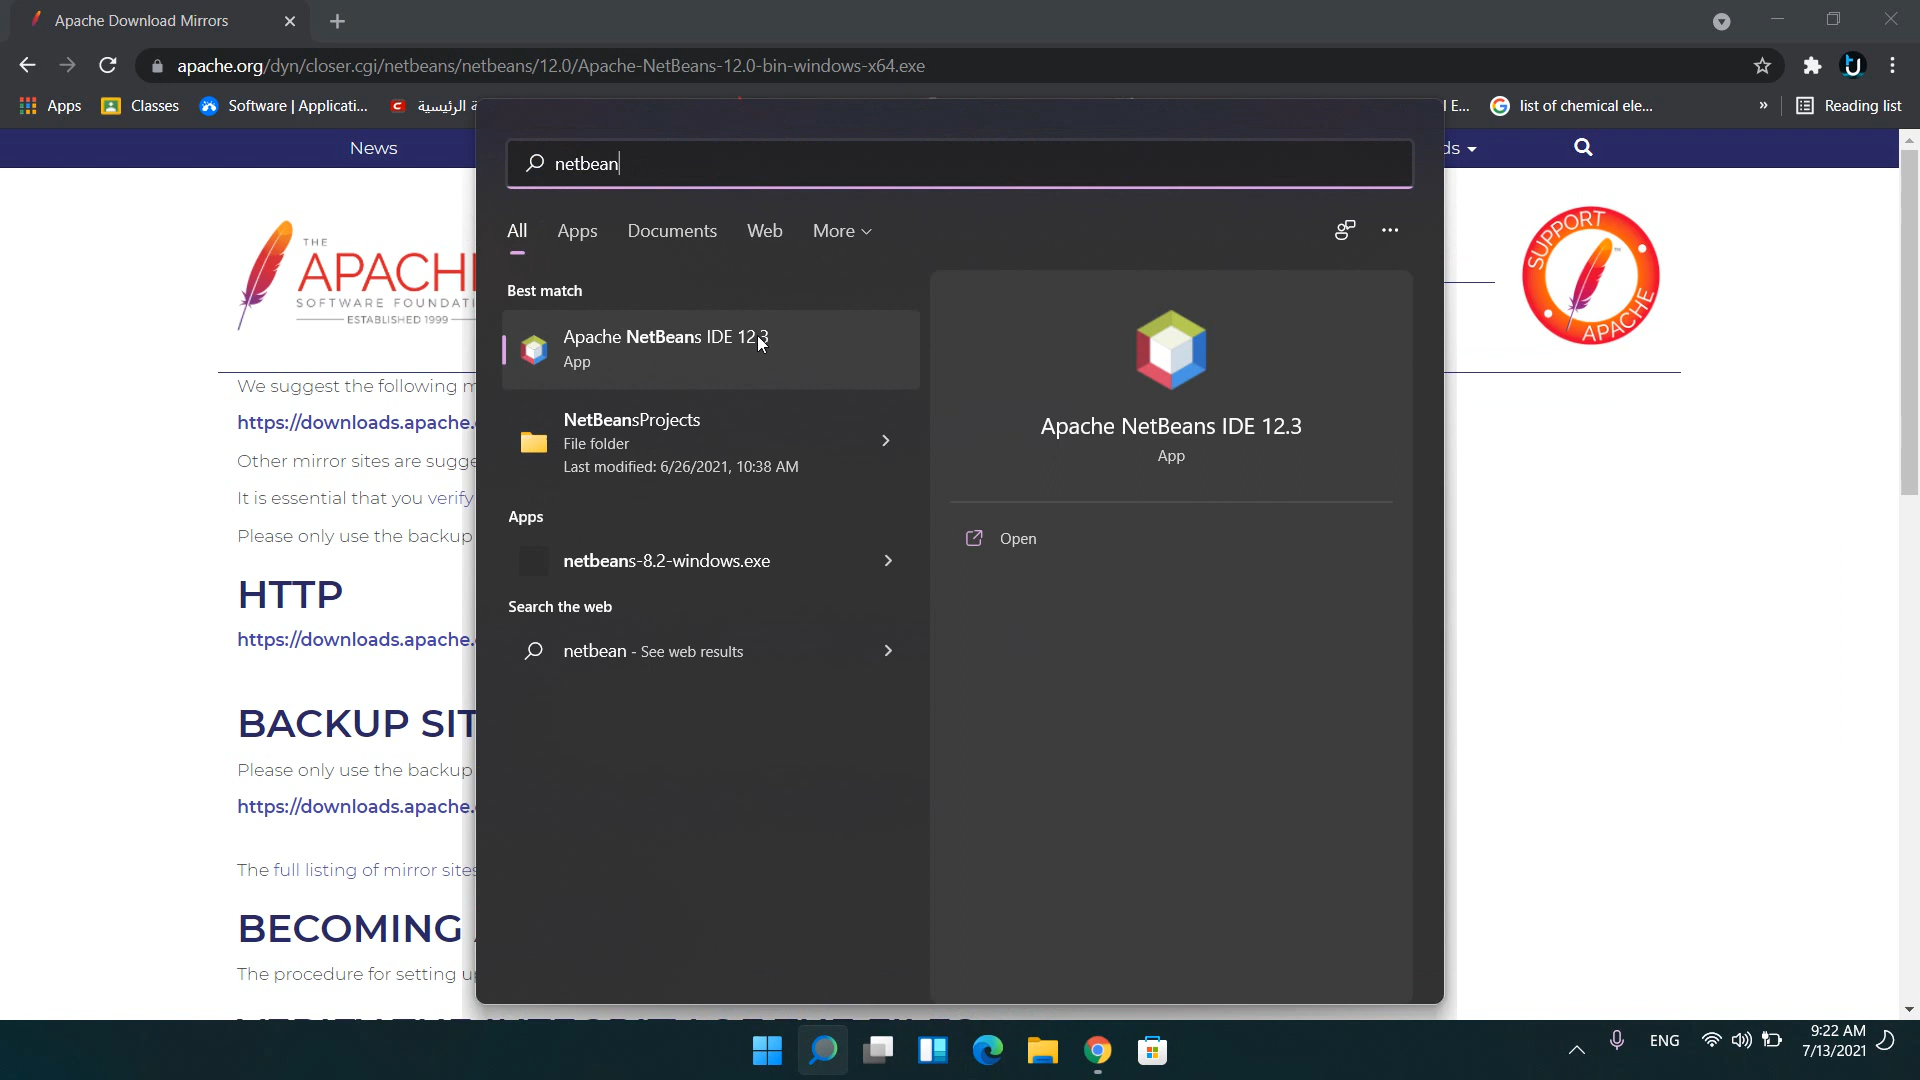 Apache Download Mirrors
apache.org/dyn/closer.cgi/netbeans/netbeans/12.0/Apache-NetBeans-12.0-bin-windows-x64.exe
Apps
Classes
Software | Applicati...
الرئيسية
list of chemical ele...
»
Reading list
News
netbean
All
Apps
Documents
Web
More
Best match
Apache NetBeans IDE 12.3
App
NetBeansProjects
File folder
Last modified: 6/26/2021, 10:38 AM
Apps
netbeans-8.2-windows.exe
Search the web
netbean - See web results
Apache NetBeans IDE 12.3
App
Open
THE
APACHE
SOFTWARE FOUNDATI
ESTABLISHED 1999
SUPPORT
APACHE
We suggest the following
https://downloads.apache.
Other mirror sites are sugge
It is essential that you verify
Please only use the backup
HTTP
https://downloads.apache.
BACKUP SIT
Please only use the backup
https://downloads.apache.
The full listing of mirror sites
BECOMING
The procedure for setting u
ENG
9:22 AM
7/13/2021